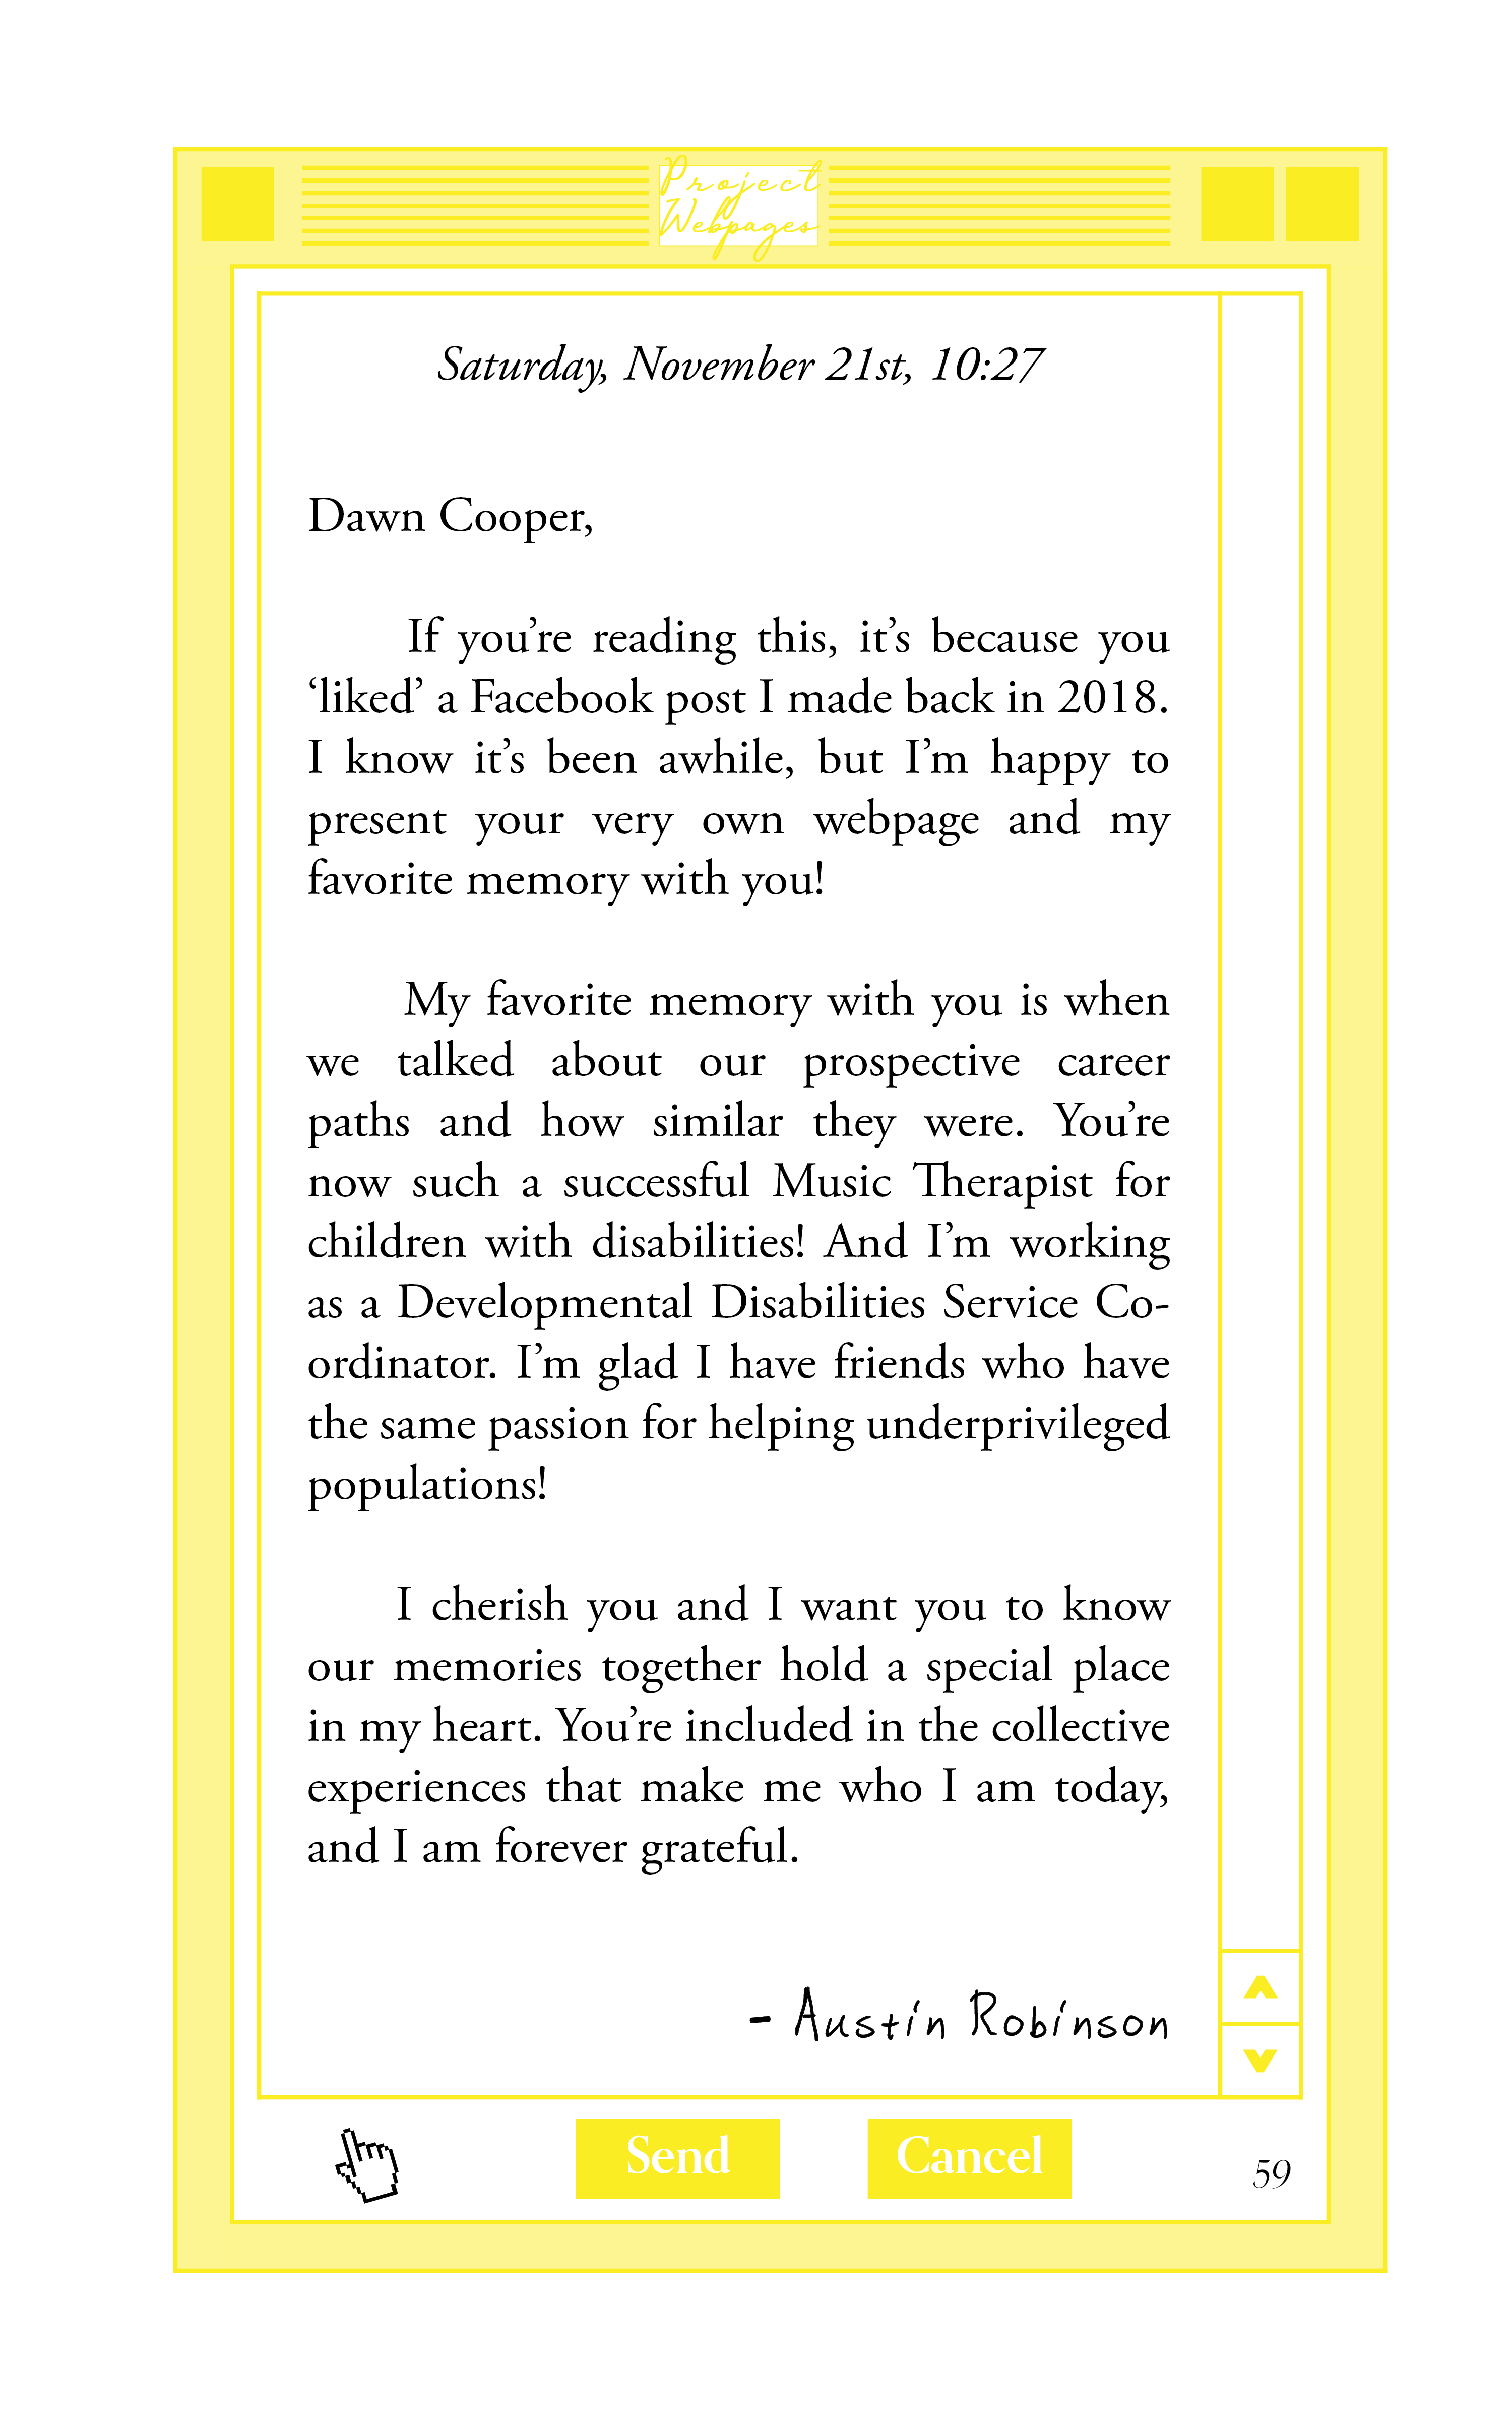 Project
Webpages
Saturday, November 21st, 10:27
Dawn Cooper,
If you’re reading this, it’s because you
‘liked’ a Facebook post I made back in 2018.
I know it’s been awhile, but I’m happy to
present your very own webpage and my
favorite memory with you!
My favorite memory with you is when
we talked about our prospective career
paths and how similar they were. You’re
now such a successful Music Therapist for
children with disabilities! And I’m working
as a Developmental Disabilities Service Co-
ordinator. I’m glad I have friends who have
the same passion for helping underprivileged
populations!
I cherish you and I want you to know
our memories together hold a special place
in my heart. You’re included in the collective
experiences that make me who I am today,
and I am forever grateful.
- Austin Robinson
Send Cancel
59